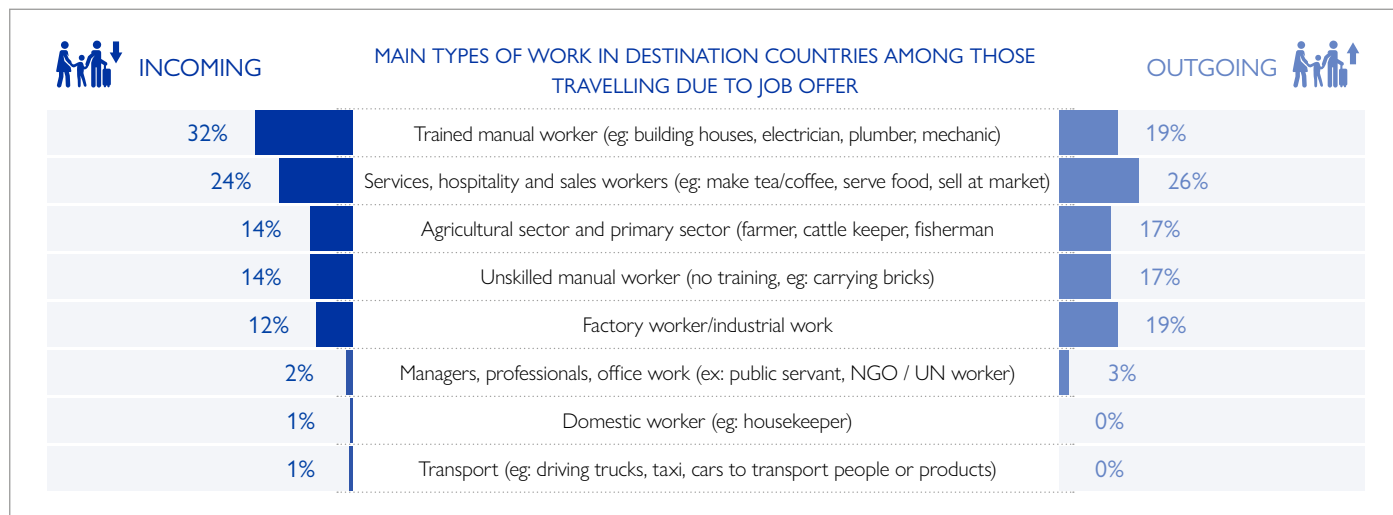 INCOMING
MAIN TYPES OF WORK IN DESTINATION COUNTRIES AMONG THOSE
TRAVELLING DUE TO JOB OFFER
OUTGOING
32% Trained manual worker (eg: building houses, electrician, plumber, mechanic) 19%
24% Services, hospitality and sales workers (eg: make tea/coffee, serve food, sell at market) 26%
14% Agricultural sector and primary sector (farmer, cattle keeper, fisherman 17%
14% Unskilled manual worker (no training, eg: carrying bricks) 17%
12% Factory worker/industrial work 19%
2% Managers, professionals, office work (ex: public servant, NGO / UN worker) 3%
1% Domestic worker (eg: housekeeper) 0%
1% Transport (eg: driving trucks, taxi, cars to transport people or products) 0%